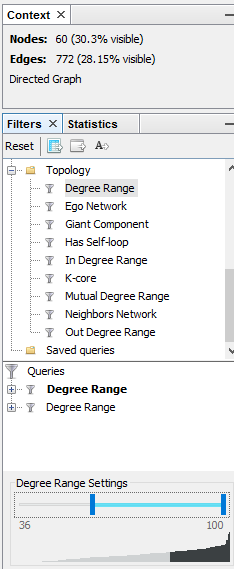 Context ×
Nodes: 60 (30.3% visible)
Edges: 772 (28.15% visible)
Directed Graph
Filters × Statistics
Reset
Topology
Degree Range
Ego Network
Giant Component
Has Self-loop
In Degree Range
K-core
Mutual Degree Range
Neighbors Network
Out Degree Range
Saved queries
Queries
Degree Range
Degree Range
Degree Range Settings
36 100